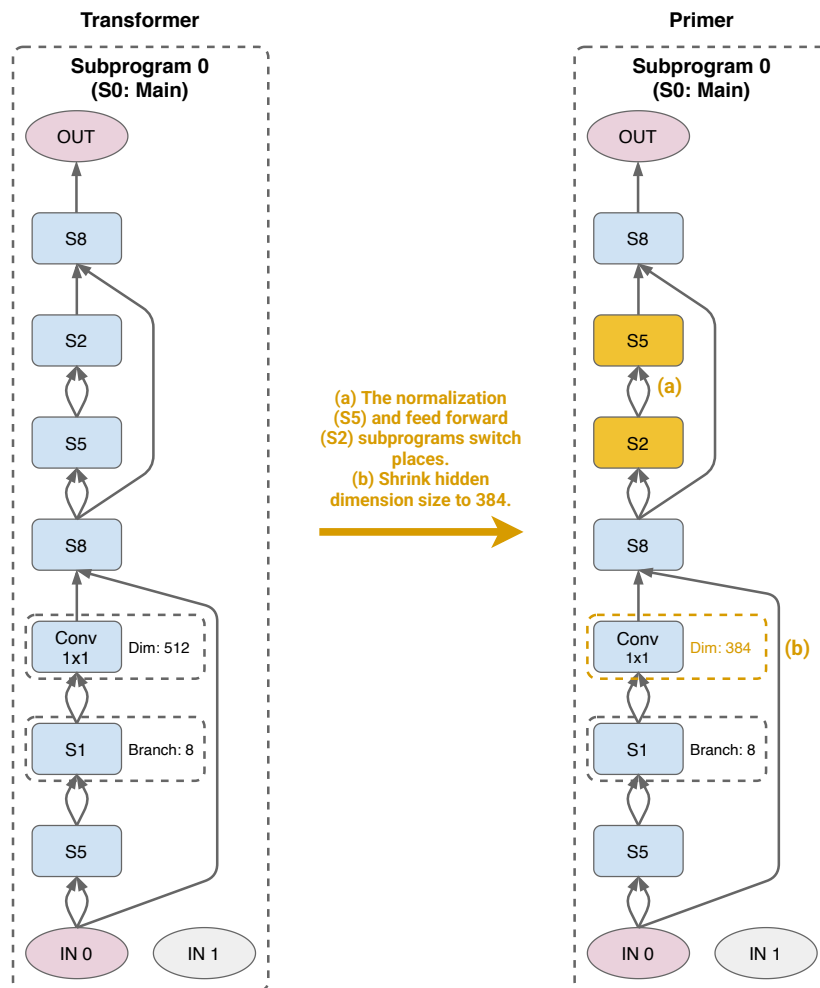 Transformer
Subprogram 0
(S0: Main)
OUT
S8
S2
S5
S8
Conv
1x1
Dim: 512
S1
Branch: 8
S5
IN 0
IN 1
(a) The normalization
(S5) and feed forward
(S2) subprograms switch
places.
(b) Shrink hidden
dimension size to 384.
Primer
Subprogram 0
(S0: Main)
OUT
S8
S5
(a)
S2
S8
Conv
1x1
Dim: 384
(b)
S1
Branch: 8
S5
IN 0
IN 1